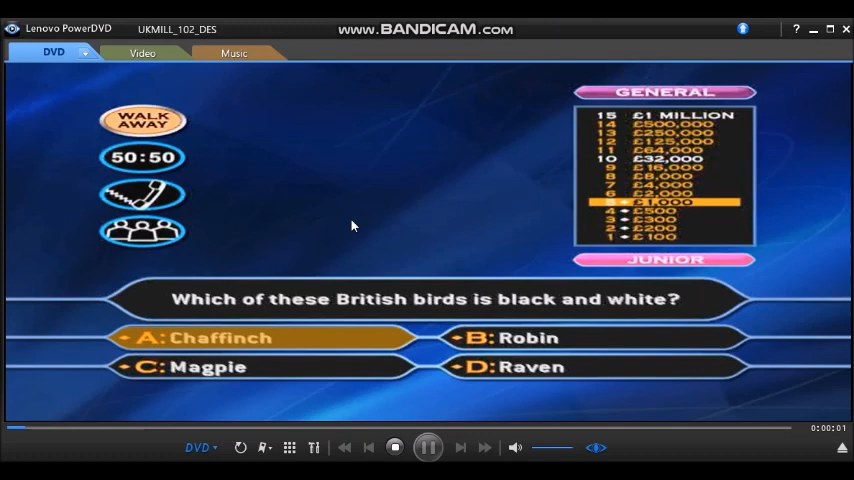 Lenovo PowerDVD
UKMILL_102_DES
www.BANDICAM.com
?
DVD
Video
Music
WALK AWAY
50:50
GENERAL
15 £1 MILLION
14 £500,000
13 £250,000
12 £125,000
11 £64,000
10 £32,000
9 £16,000
8 £8,000
7 £4,000
6 £2,000
5 £1,000
4 £500
3 £300
2 £200
1 £100
JUNIOR
Which of these British birds is black and white?
A: Chaffinch
B: Robin
C: Magpie
D: Raven
0:00:01
DVD